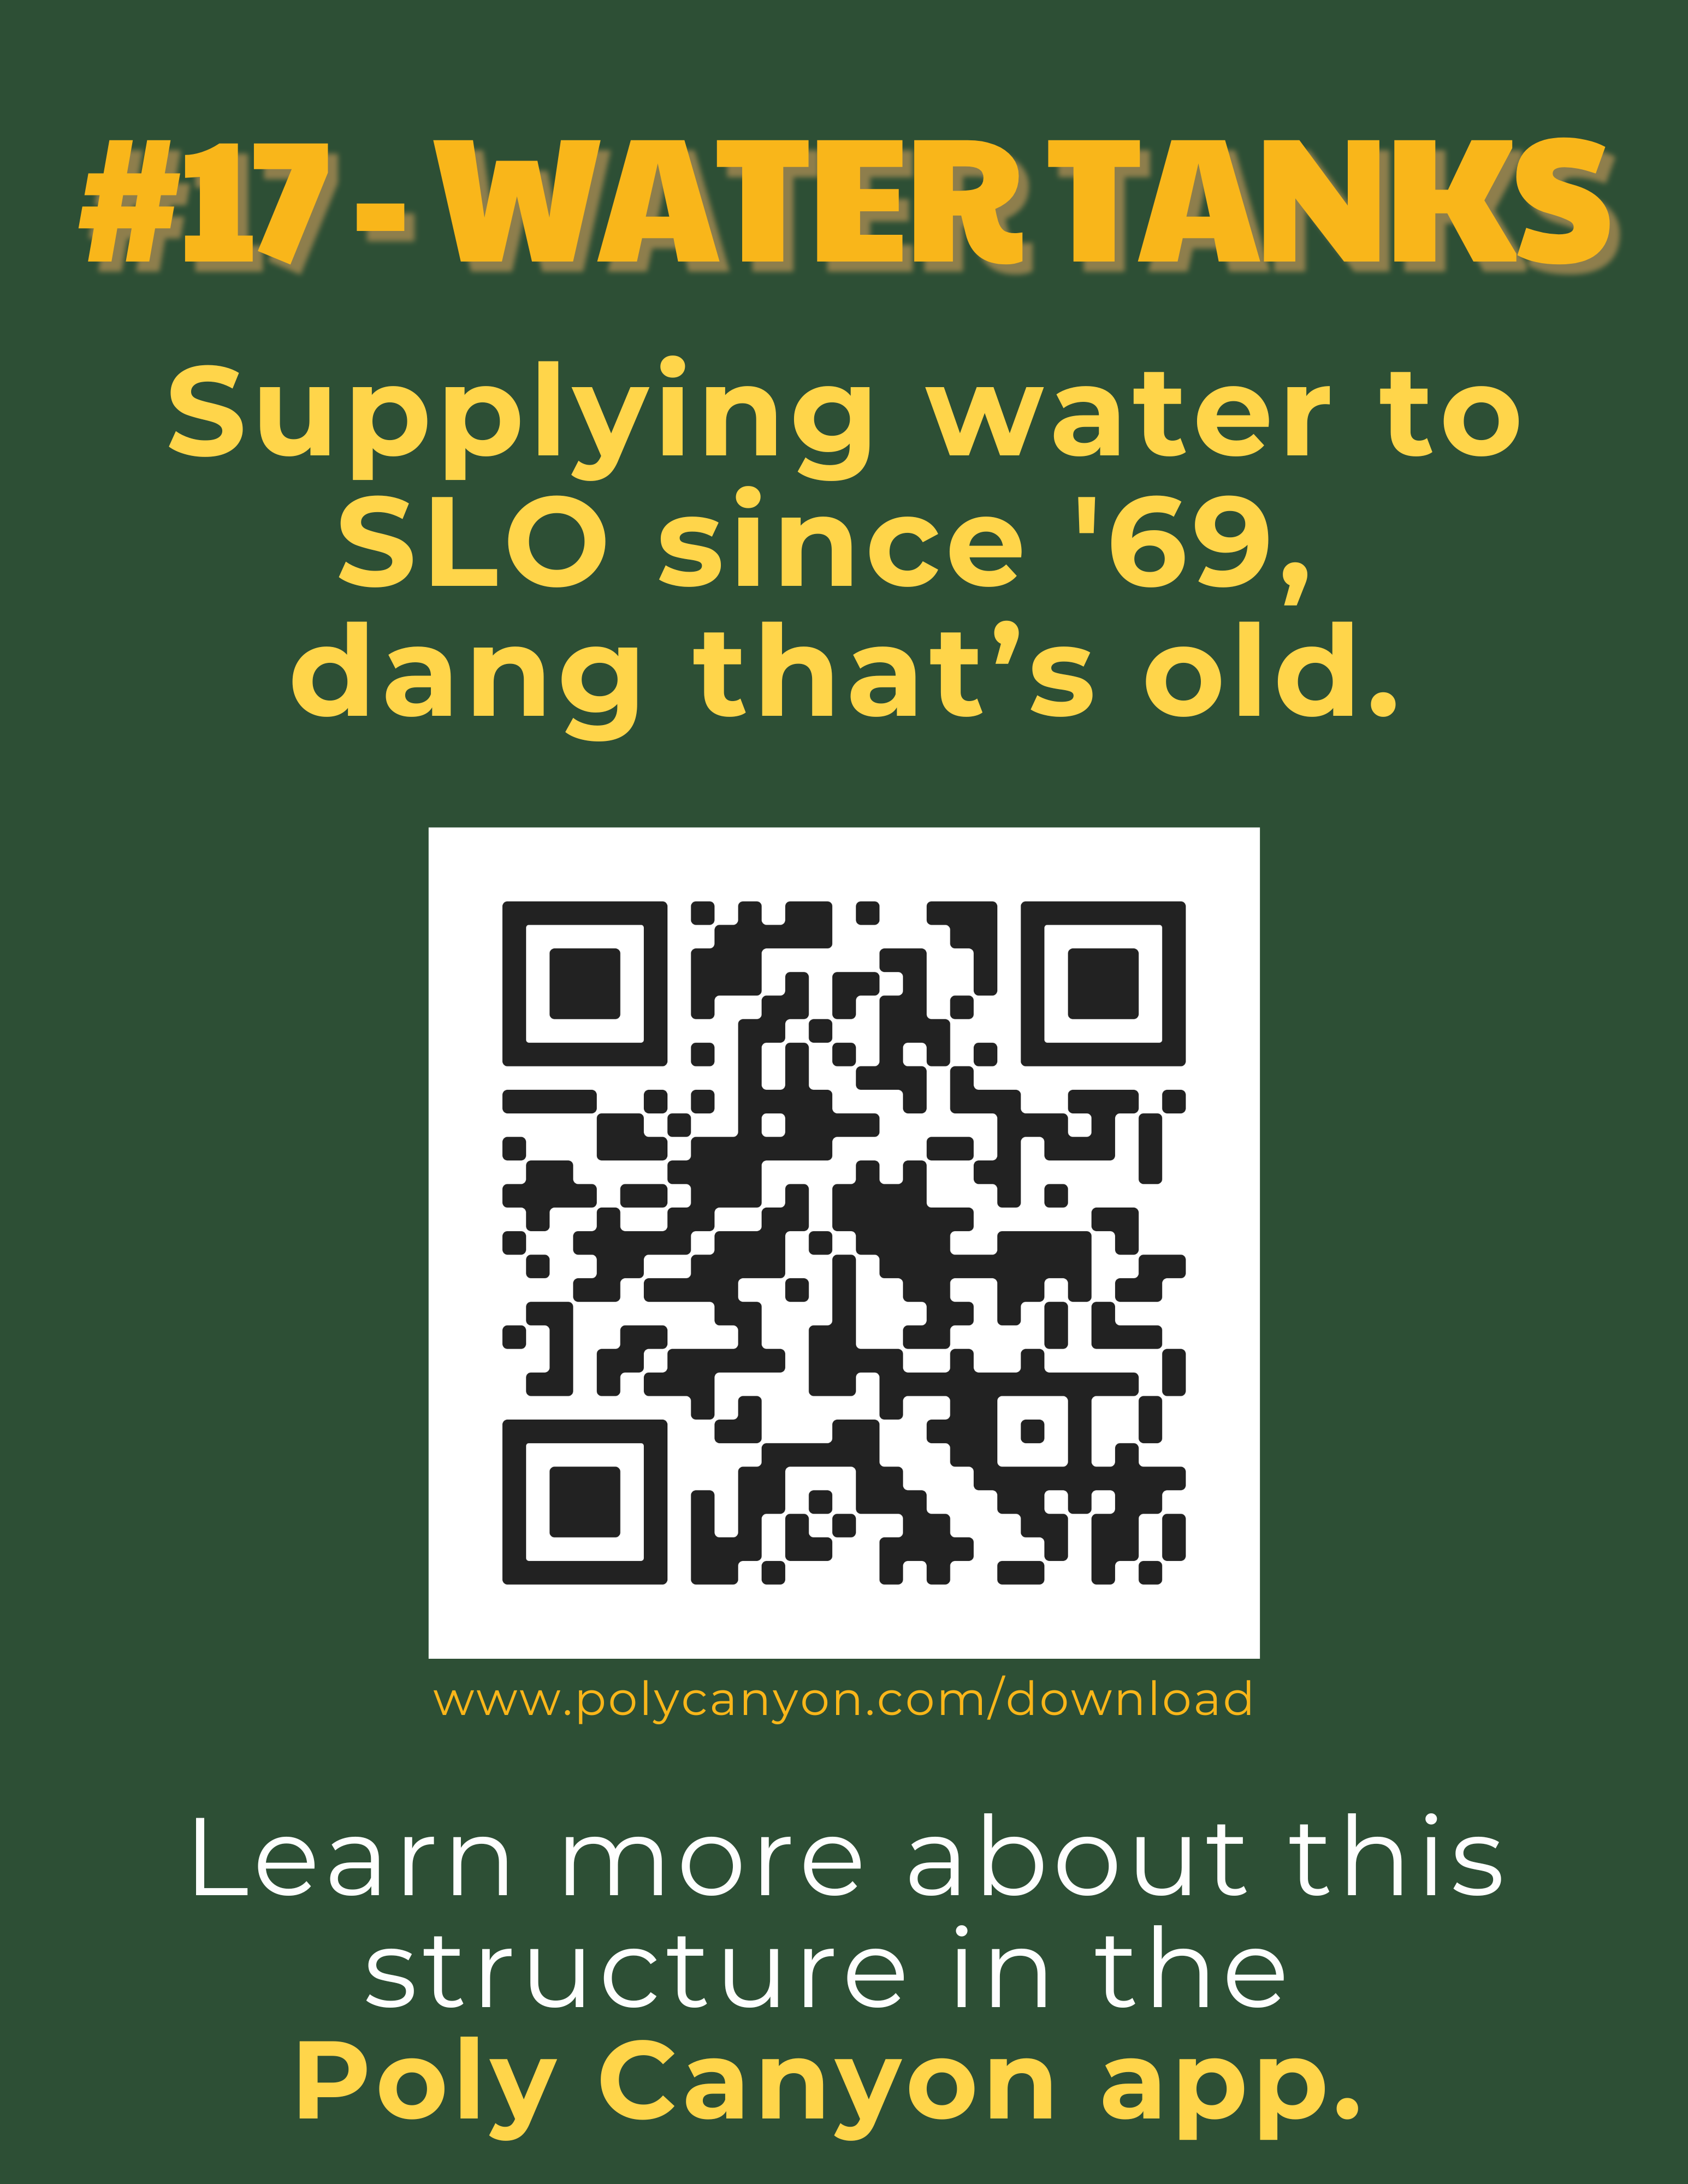 #17 - WATER TANKS
Supplying water to
SLO since '69,
dang that’s old.
www.polycanyon.com/download
Learn more about this
structure in the
Poly Canyon app.